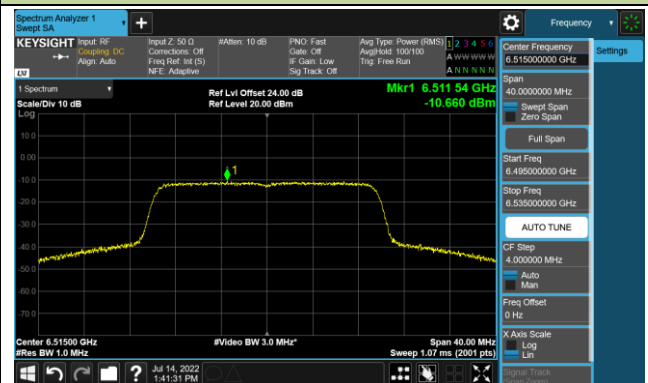 Spectrum Analyzer 1
Swept SA
Frequency
KEYSIGHT
Input: RF
Coupling: DC
Align: Auto
Input Z: 50 Ω
Corrections: Off
Freq Ref: Int (S)
NFE: Adaptive
#Atten: 10 dB
PNO: Fast
Gate: Off
IF Gain: Low
Sig Track: Off
Avg Type: Power (RMS)
Avg|Hold: 100/100
Trig: Free Run
1 2 3 4 5 6
A W W W W W
A N N N N N
LXI
1 Spectrum
Scale/Div 10 dB
Log
Ref Lvl Offset 24.00 dB
Ref Level 20.00 dBm
Mkr1 6.511 54 GHz
-10.660 dBm
10.0
0.00
-10.0
-20.0
-30.0
-40.0
-50.0
-60.0
-70.0
1
Center 6.51500 GHz
#Res BW 1.0 MHz
#Video BW 3.0 MHz*
Span 40.00 MHz
Sweep 1.07 ms (2001 pts)
Jul 14, 2022
1:41:31 PM
Center Frequency
6.515000000 GHz
Span
40.0000000 MHz
Swept Span
Zero Span
Full Span
Start Freq
6.495000000 GHz
Stop Freq
6.535000000 GHz
AUTO TUNE
CF Step
4.000000 MHz
Auto
Man
Freq Offset
0 Hz
X Axis Scale
Log
Lin
Signal Track
Settings